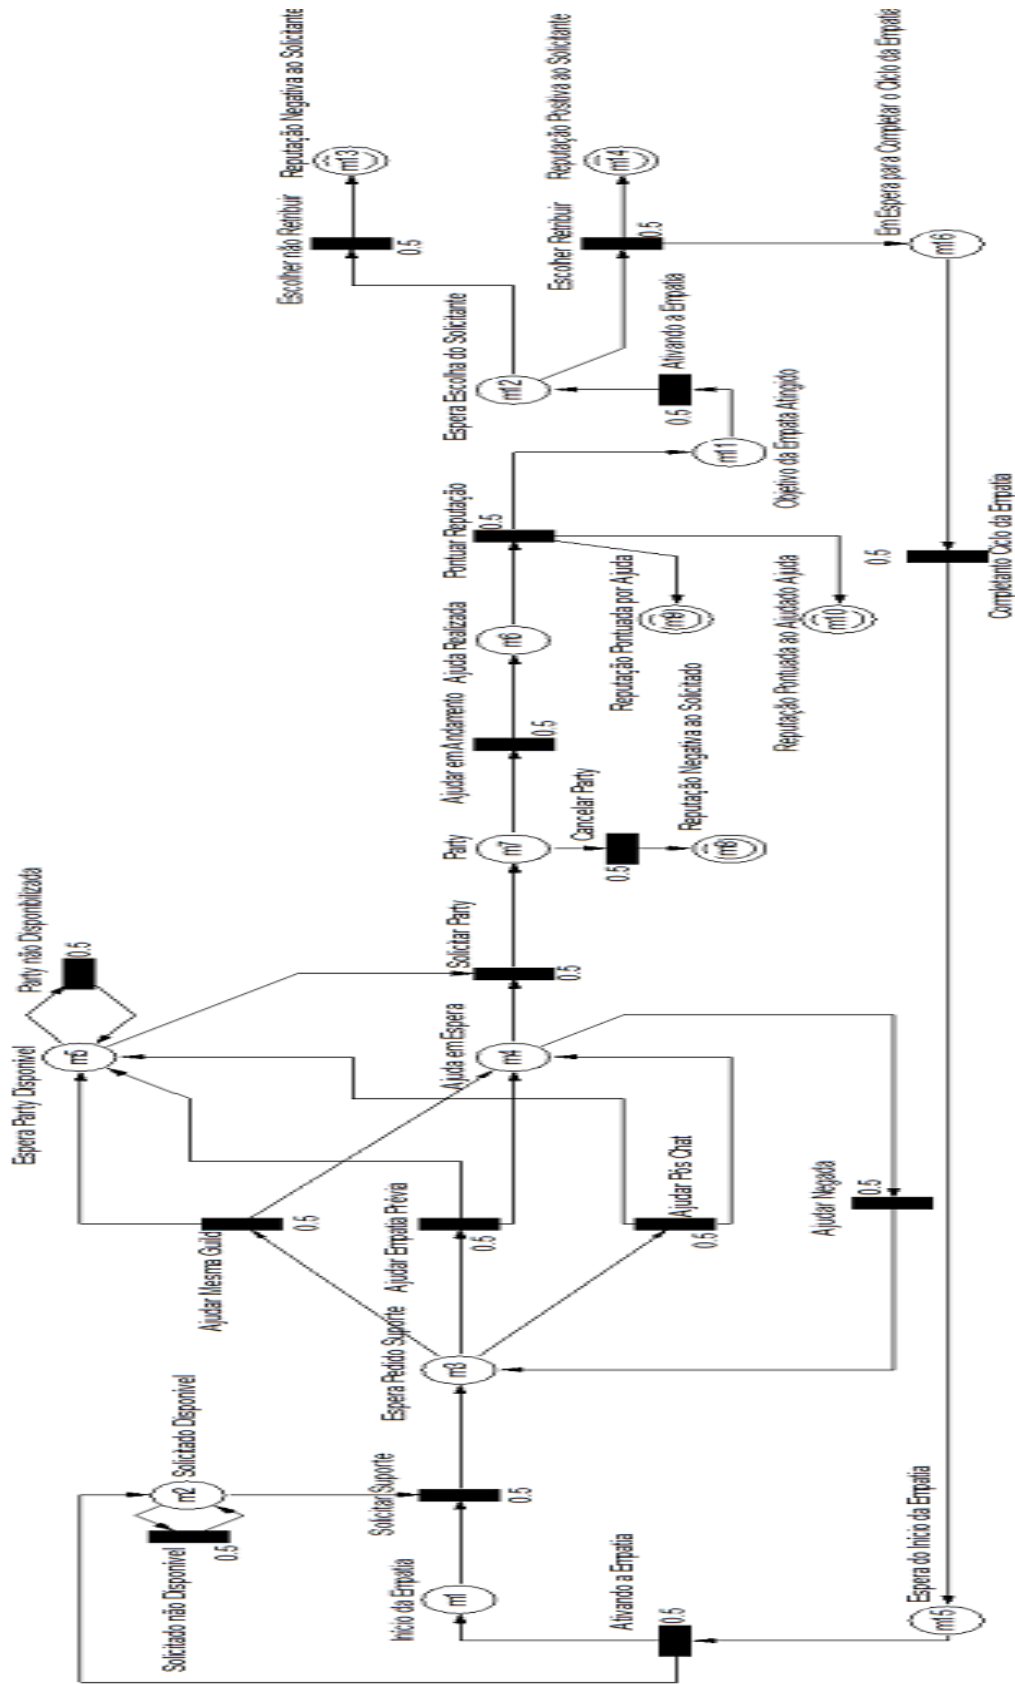 Espera Party Disponível
m5
Party não Disponibilizada
0.5
Solicitado não Disponível
0.5
m2
Solicitado Disponível
Ajudar Mesma Guild
0.5
Escolher não Retribuir
0.5
m13
Reputação Negativa ao Solicitante
Início da Empatia
m1
Solicitar Suporte
0.5
Espera Pedido Suporte
m3
Ajudar Empatia Prévia
0.5
Ajuda em Espera
m4
Solicitar Party
0.5
Party
m7
Ajudar em Andamento
0.5
Ajuda Realizada
m6
Pontuar Reputação
0.5
Espera Escolha do Solicitante
m12
Escolher Retribuir
0.5
m14
Reputação Positiva ao Solicitante
Ativando a Empatia
0.5
Ajudar Pós Chat
0.5
Cancelar Party
0.5
Reputação Negativa ao Solicitado
m8
Reputação Pontuada por Ajuda
m9
Ativando a Empatia
0.5
m11
Objetivo da Empata Atingido
Ajudar Negada
0.5
Reputação Pontuada ao Ajudado Ajuda
m10
Espera do Início da Empatia
m15
0.5
Completanto Ciclo da Empatia
m16
Em Espera para Completar o Ciclo da Empatia